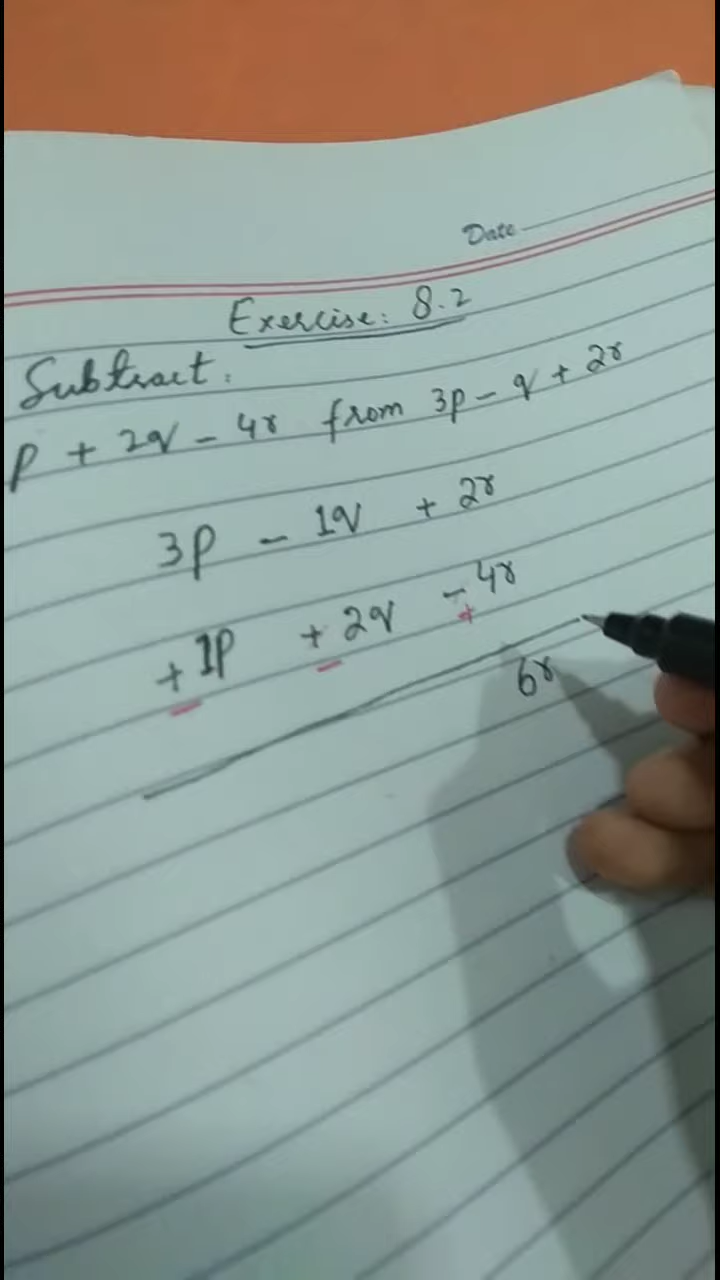 Date
Exercise: 8.2
Subtract:
p + 2q - 4r from 3p - q + 2r
3p - 1q + 2r
+ 1p + 2q - 4r
- - +
6r